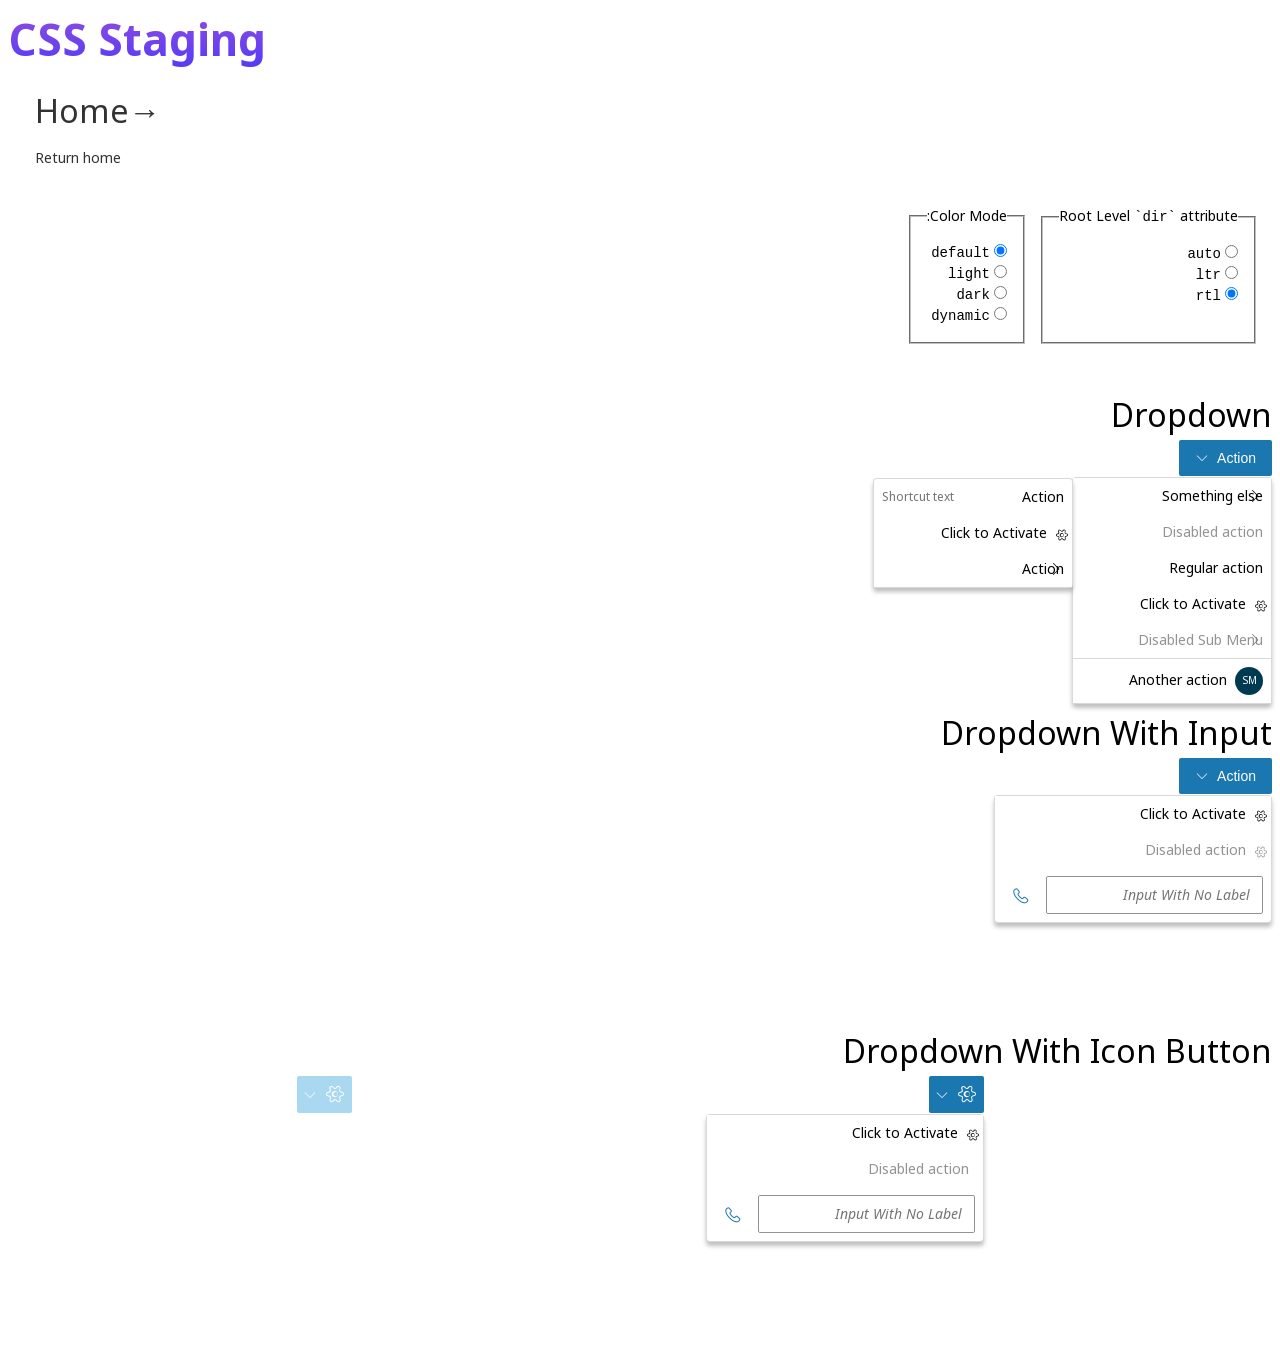 CSS Staging
Home→
Return home
Root Level `dir` attribute
auto
ltr
rtl
:Color Mode
default
light
dark
dynamic
Dropdown
Action
Something else
Disabled action
Regular action
Click to Activate
Disabled Sub Menu
Another action SM
Action Shortcut text
Click to Activate
Action
Dropdown With Input
Action
Click to Activate
Disabled action
Input With No Label
Dropdown With Icon Button
Click to Activate
Disabled action
Input With No Label